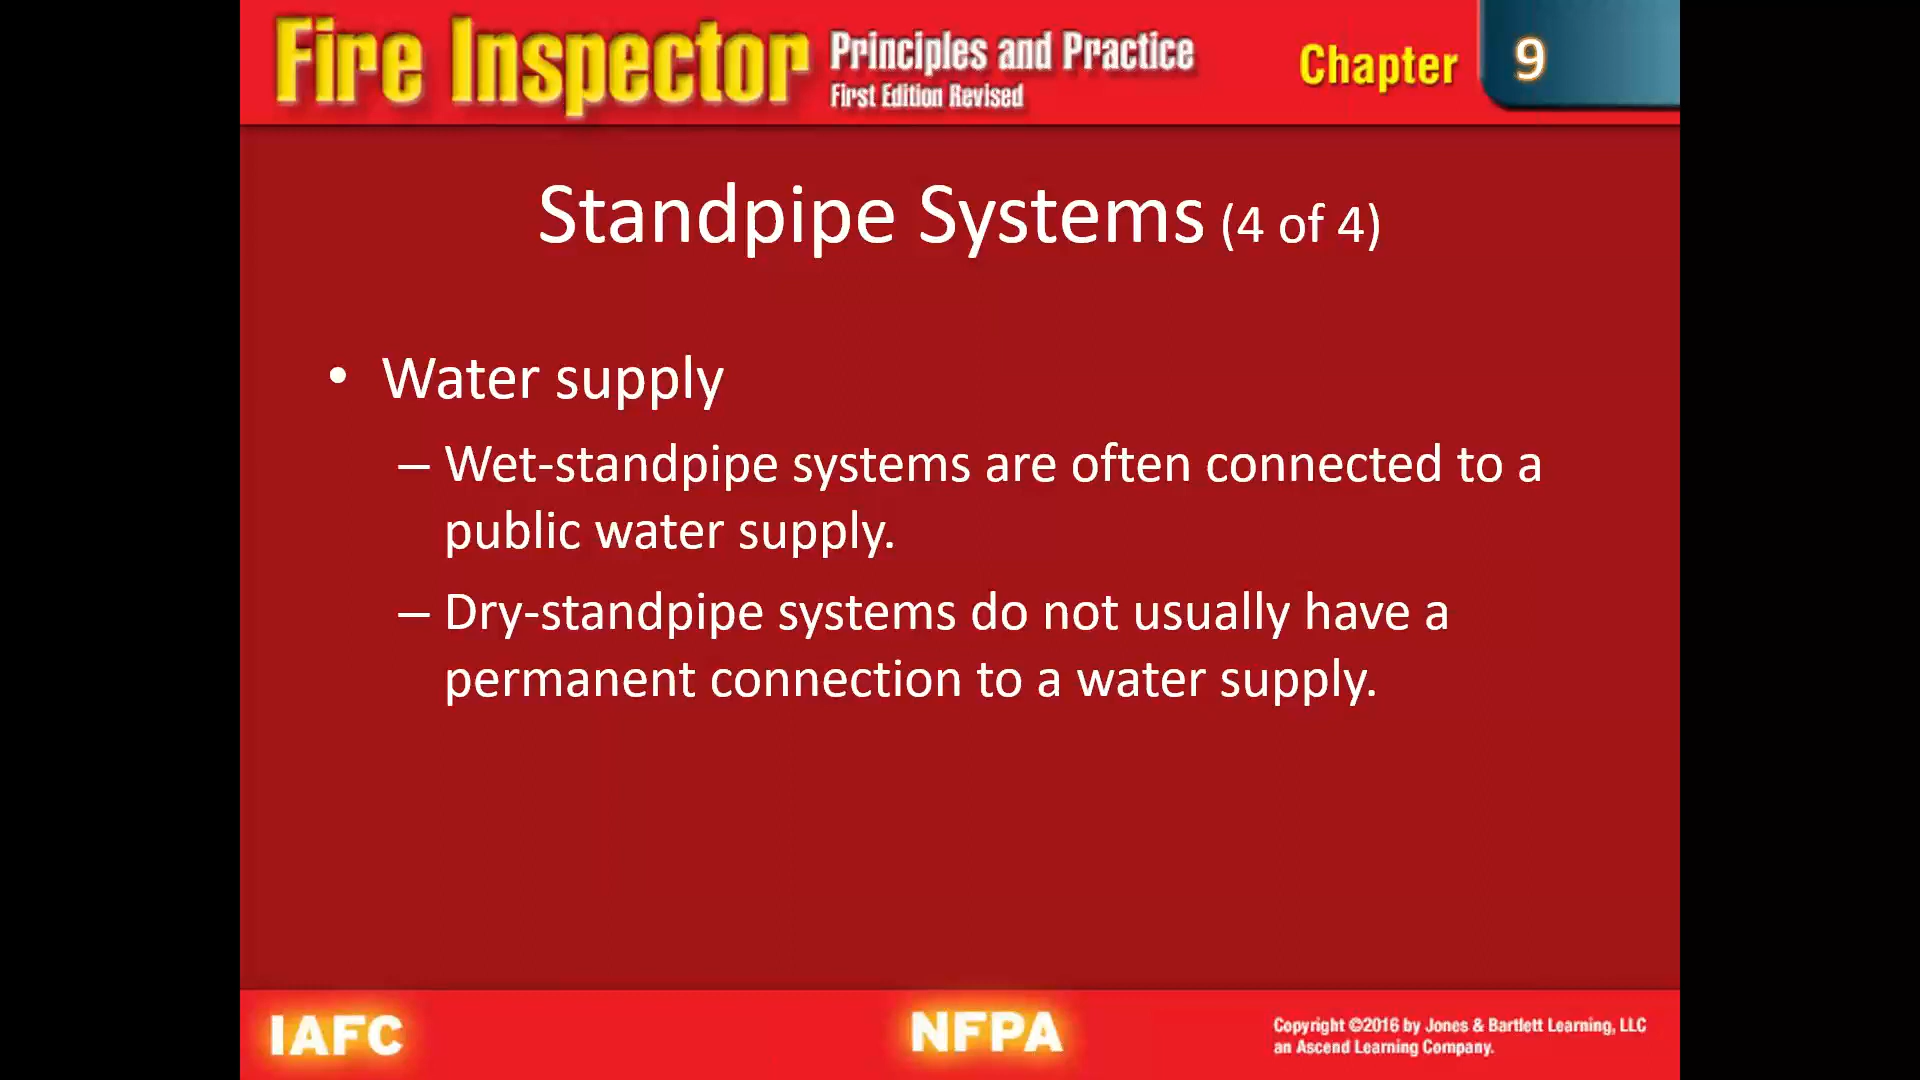 Fire Inspector Principles and Practice
First Edition Revised
Chapter 9
Standpipe Systems (4 of 4)
• Water supply
– Wet-standpipe systems are often connected to a
public water supply.
– Dry-standpipe systems do not usually have a
permanent connection to a water supply.
IAFC
NFPA
Copyright ©2016 by Jones & Bartlett Learning, LLC
an Ascend Learning Company.